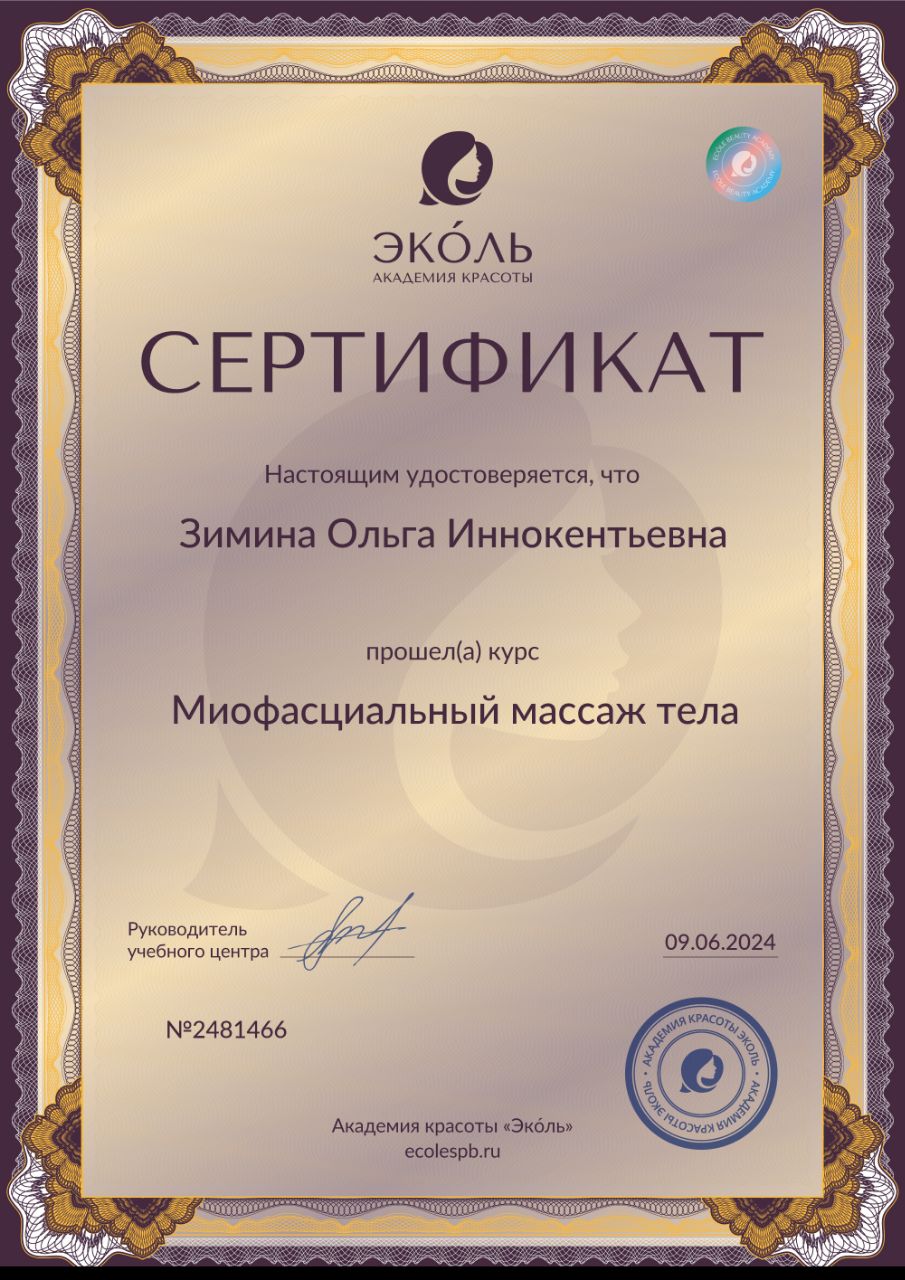 ECOLE BEAUTY ACADEMY
ECOLE BEAUTY ACADEMY
ЭКО́ЛЬ
АКАДЕМИЯ КРАСОТЫ
СЕРТИФИКАТ
Настоящим удостоверяется, что
Зимина Ольга Иннокентьевна
прошел(а) курс
Миофасциальный массаж тела
Руководитель
учебного центра
09.06.2024
№2481466
АКАДЕМИЯ КРАСОТЫ ЭКОЛЬ • АКАДЕМИЯ КРАСОТЫ ЭКОЛЬ •
Академия красоты «Эко́ль»
ecolespb.ru